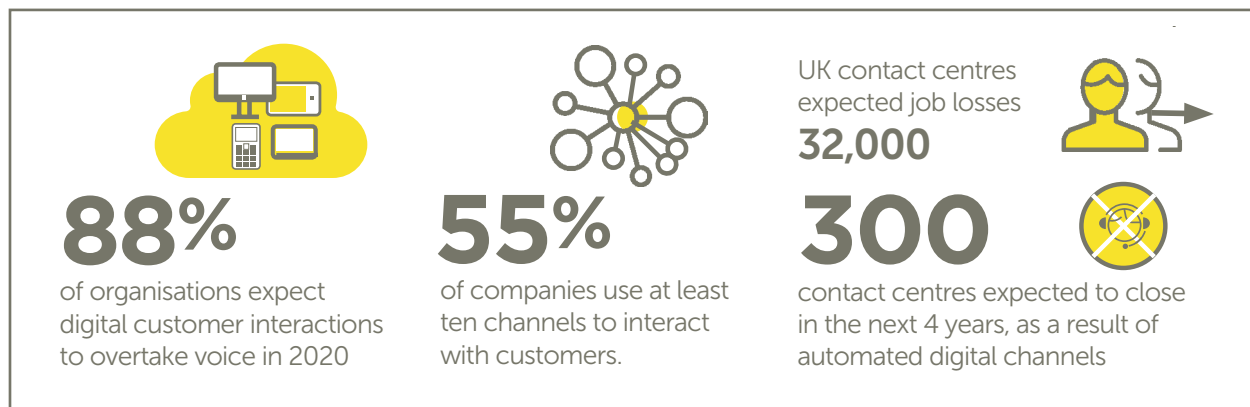 88%
of organisations expect
digital customer interactions
to overtake voice in 2020
55%
of companies use at least
ten channels to interact
with customers.
UK contact centres
expected job losses
32,000
300
contact centres expected to close
in the next 4 years, as a result of
automated digital channels